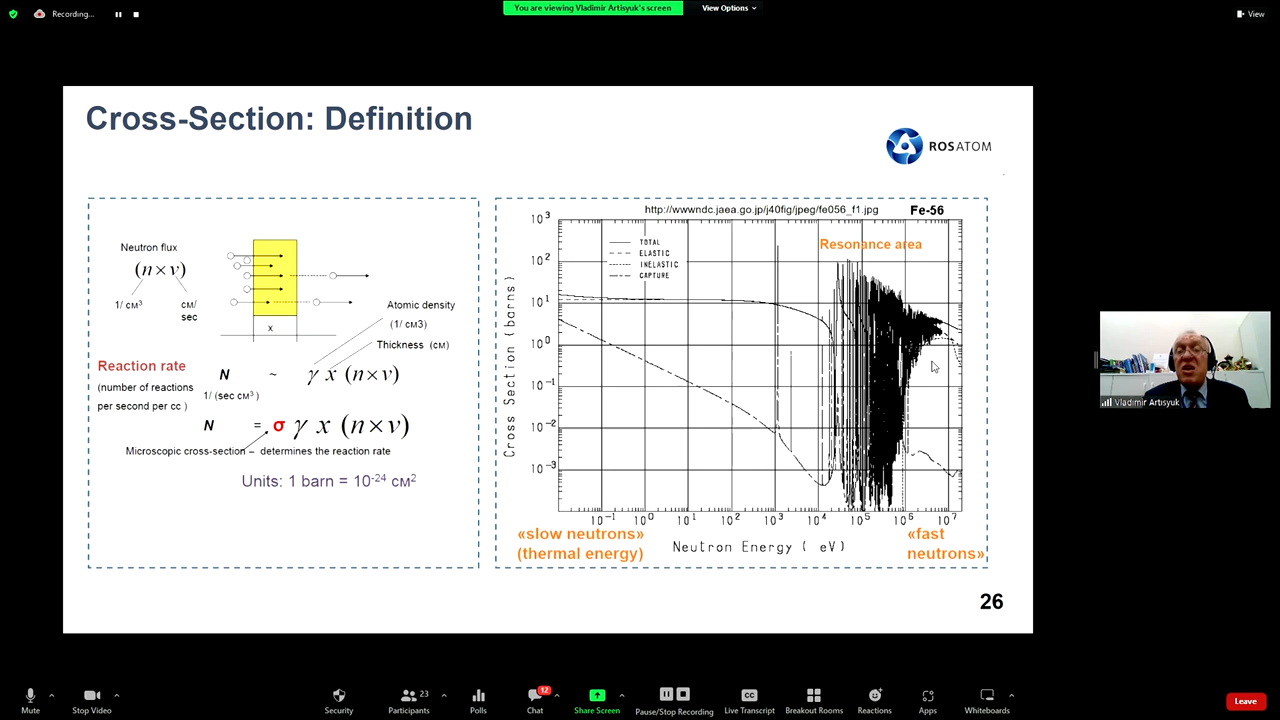 Recording...
You are viewing Vladimir Artisyuk's screen
View Options
View
Cross-Section: Definition
ROSATOM
Neutron flux
(n×v)
1/ см³
см/
sec
x
Atomic density
(1/ см3)
Thickness (см)
Reaction rate
(number of reactions
per second per cc )
N ~ γ x (n×v)
1/ (sec см³ )
N = σ γ x (n×v)
Microscopic cross-section – determines the reaction rate
Units: 1 barn = 10⁻²⁴ см²
http://wwwndc.jaea.go.jp/j40fig/jpeg/fe056_f1.jpg
Fe-56
Resonance area
TOTAL
ELASTIC
INELASTIC
CAPTURE
Cross Section (barns)
10³
10²
10¹
10⁰
10⁻¹
10⁻²
10⁻³
10⁻¹ 10⁰ 10¹ 10² 10³ 10⁴ 10⁵ 10⁶ 10⁷
Neutron Energy ( eV)
«slow neutrons»
(thermal energy)
«fast
neutrons»
26
Vladimir Artisyuk
Mute
Stop Video
Security
23
Participants
Polls
12
Chat
Share Screen
Pause/Stop Recording
CC
Live Transcript
Breakout Rooms
Reactions
Apps
Whiteboards
Leave